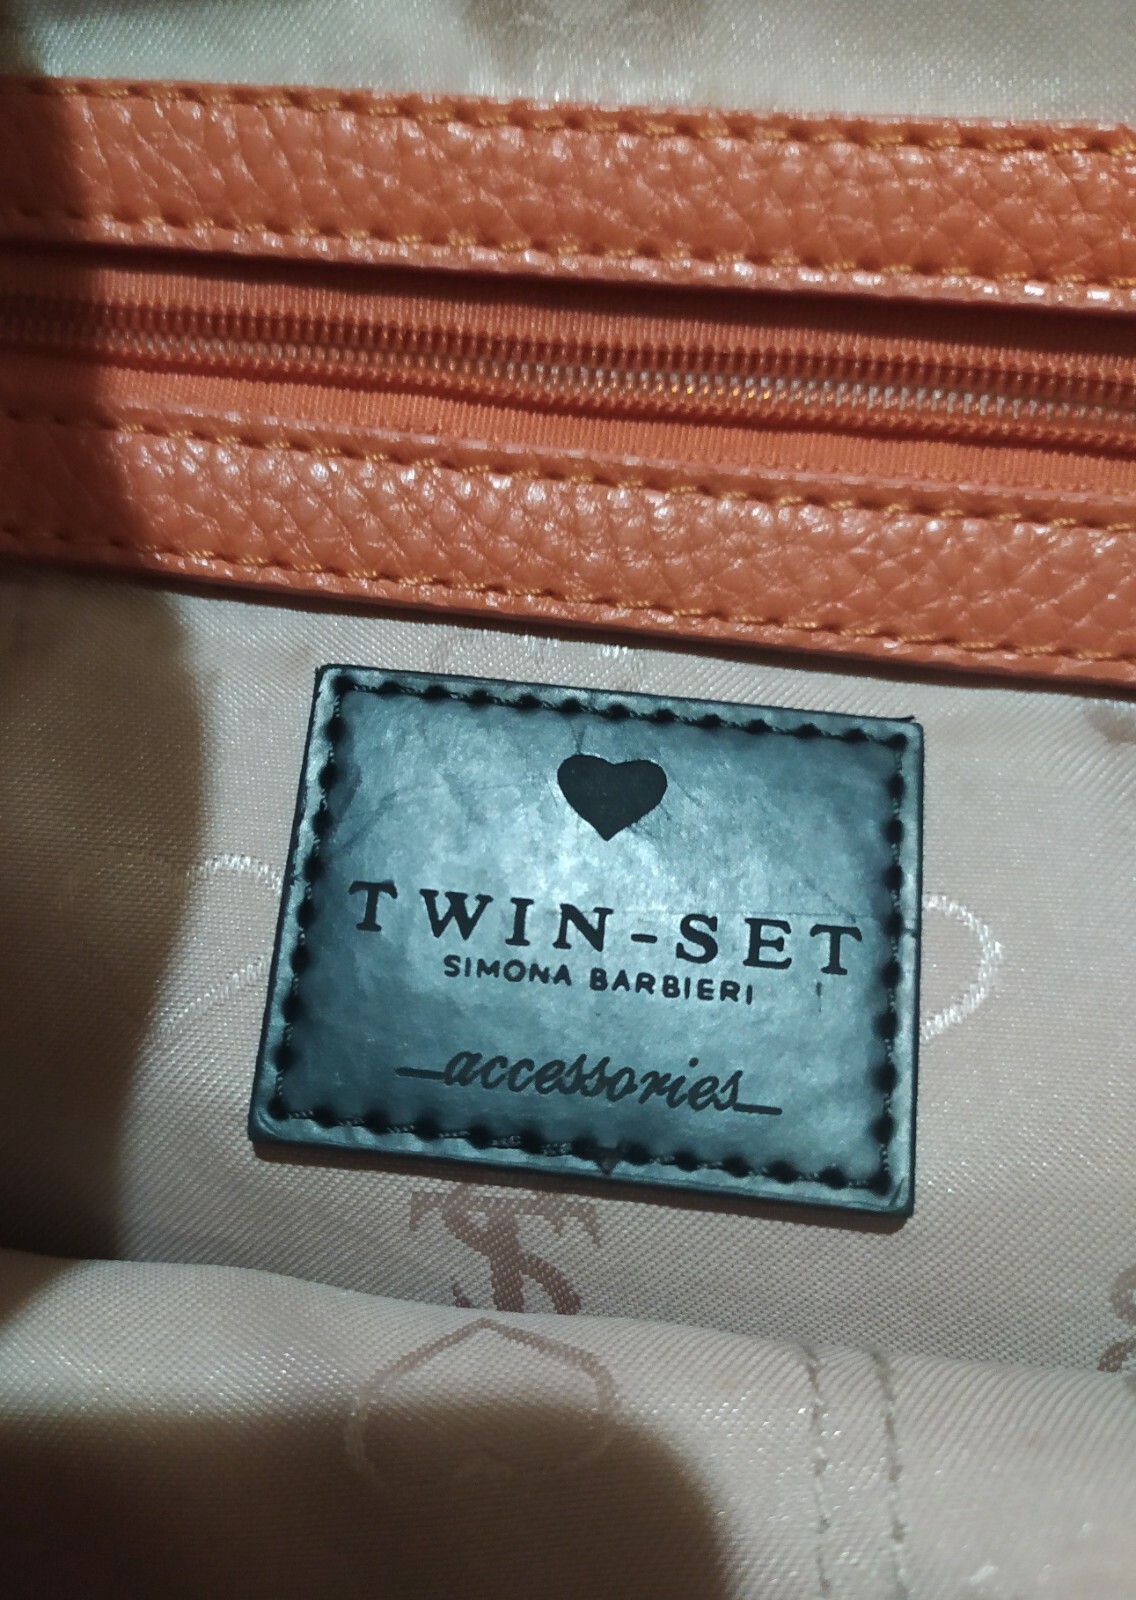 TWIN-SET
SIMONA BARBIERI
accessories